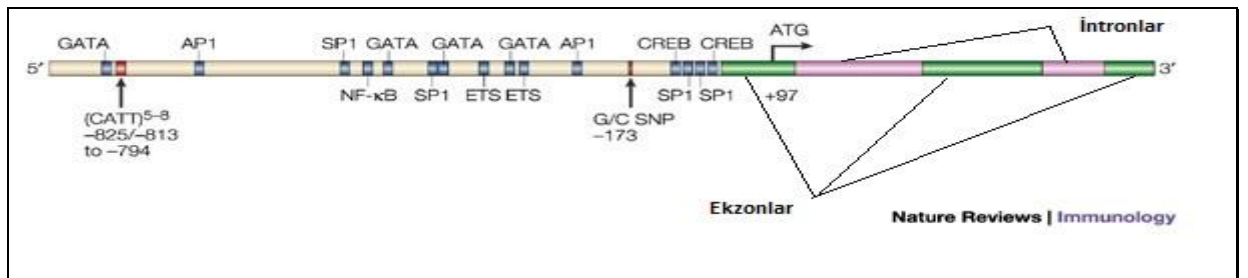 İntronlar
ATG
GATA AP1 SP1 GATA GATA GATA AP1 CREB CREB
5′ 3′
NF-κB SP1 ETS ETS SP1 SP1 +97
(CATT)5–8 G/C SNP
–825/–813 –173
to –794
Ekzonlar
Nature Reviews | Immunology